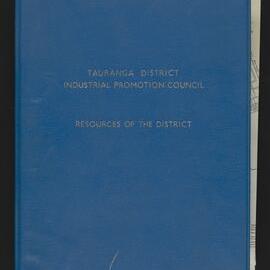 TAURANGA DISTRICT
INDUSTRIAL PROMOTION COUNCIL
RESOURCES OF THE DISTRICT